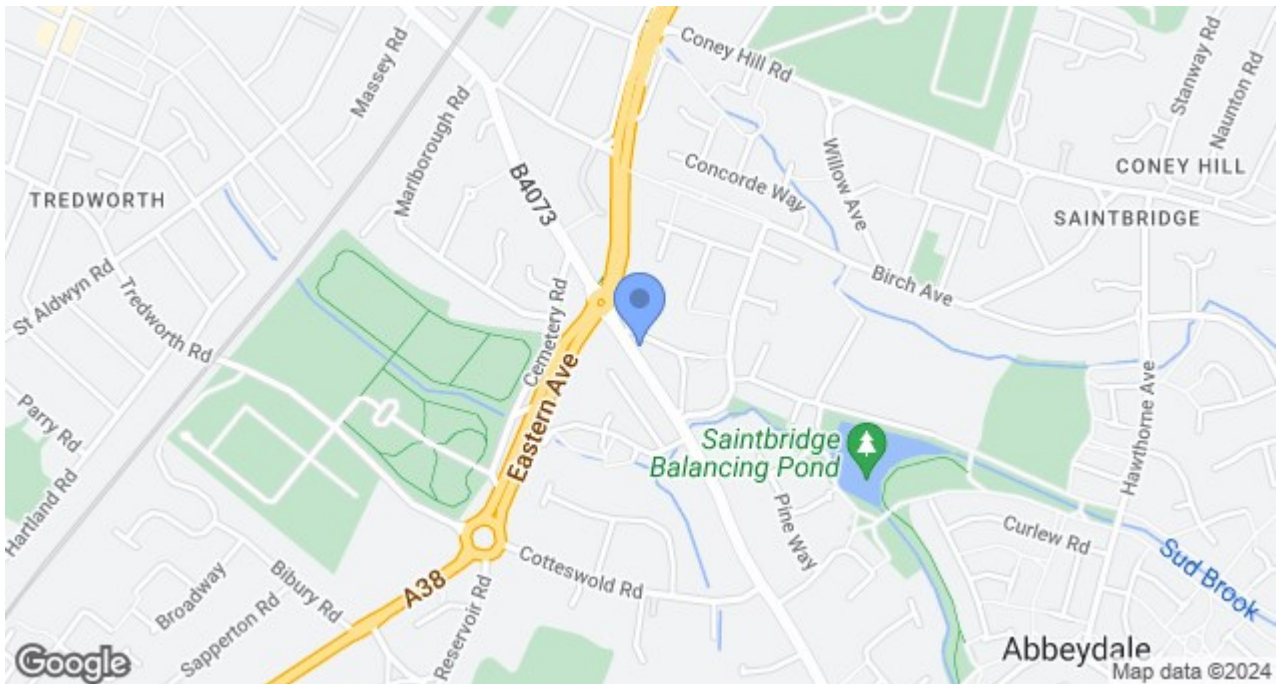 Coney Hill Rd
Massey Rd
Stanway Rd
Naunton Rd
Marlborough Rd
B4073
Concorde Way
Willow Ave
CONEY HILL
TREDWORTH
SAINTBRIDGE
St Aldwyn Rd
Tredworth Rd
Birch Ave
Cemetery Rd
Eastern Ave
Parry Rd
Hartland Rd
Saintbridge
Balancing Pond
Hawthorne Ave
Pine Way
Curlew Rd
Sud Brook
Cotteswold Rd
A38
Broadway
Bibury Rd
Sapperton Rd
Reservoir Rd
Abbeydale
Google
Map data ©2024